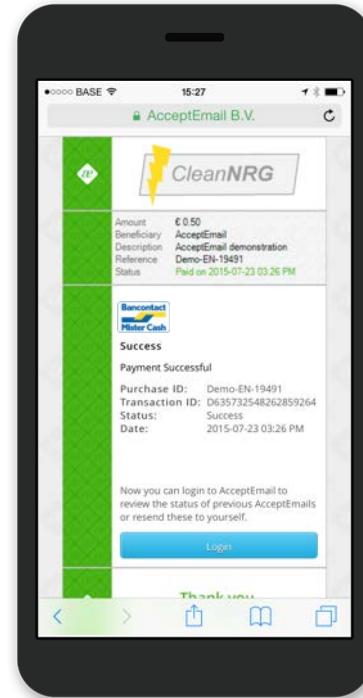 BASE 15:27
AcceptEmail B.V.
æ
CleanNRG
Amount € 0.50
Beneficiary AcceptEmail
Description AcceptEmail demonstration
Reference Demo-EN-19491
Status Paid on 2015-07-23 03:26 PM
Bancontact
Mister Cash
Success
Payment Successful
Purchase ID: Demo-EN-19491
Transaction ID: D635732548262859264
Status: Success
Date: 2015-07-23 03:26 PM
Now you can login to AcceptEmail to
review the status of previous AcceptEmails
or resend these to yourself.
Login
Thank you